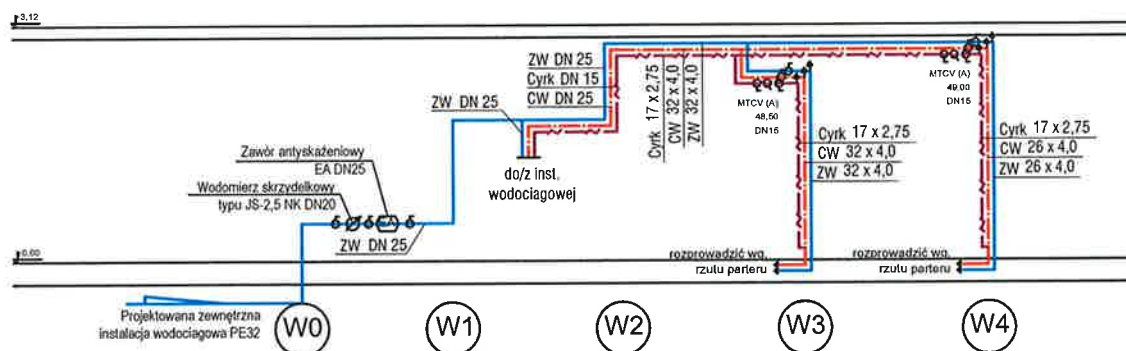 3,12
ZW DN 25
Cyrk DN 15
CW DN 25
ZW DN 25
Cyrk 17 x 2,75
CW 32 x 4,0
ZW 32 x 4,0
MTCV (A)
48,50
DN15
MTCV (A)
49,00
DN15
Zawór antyskażeniowy
EA DN25
Wodomierz skrzydełkowy
typu JS-2,5 NK DN20
EA
ZW DN 25
do/z inst.
wodociagowej
Cyrk 17 x 2,75
CW 32 x 4,0
ZW 32 x 4,0
Cyrk 17 x 2,75
CW 26 x 4,0
ZW 26 x 4,0
0,00
rozprowadzić wg.
rzutu parteru
rozprowadzić wg.
rzutu parteru
Projektowana zewnętrzna
instalacja wodociagowa PE32
W0
W1
W2
W3
W4